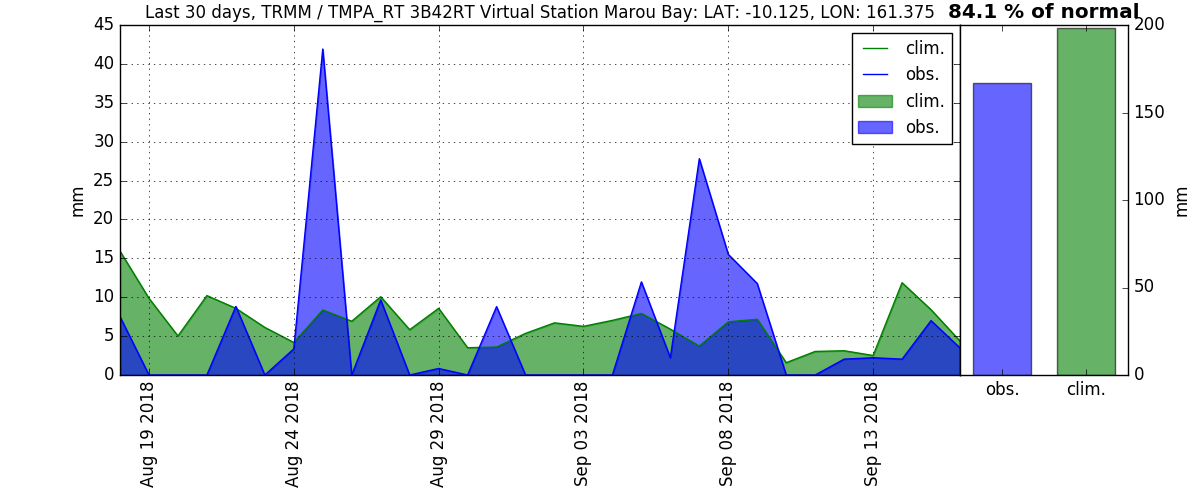 Last 30 days, TRMM / TMPA_RT 3B42RT Virtual Station Marou Bay: LAT: -10.125, LON: 161.375
84.1 % of normal
45
40
35
30
25
20
15
10
5
0
mm
clim.
obs.
clim.
obs.
Aug 19 2018
Aug 24 2018
Aug 29 2018
Sep 03 2018
Sep 08 2018
Sep 13 2018
200
150
100
50
0
mm
obs.
clim.